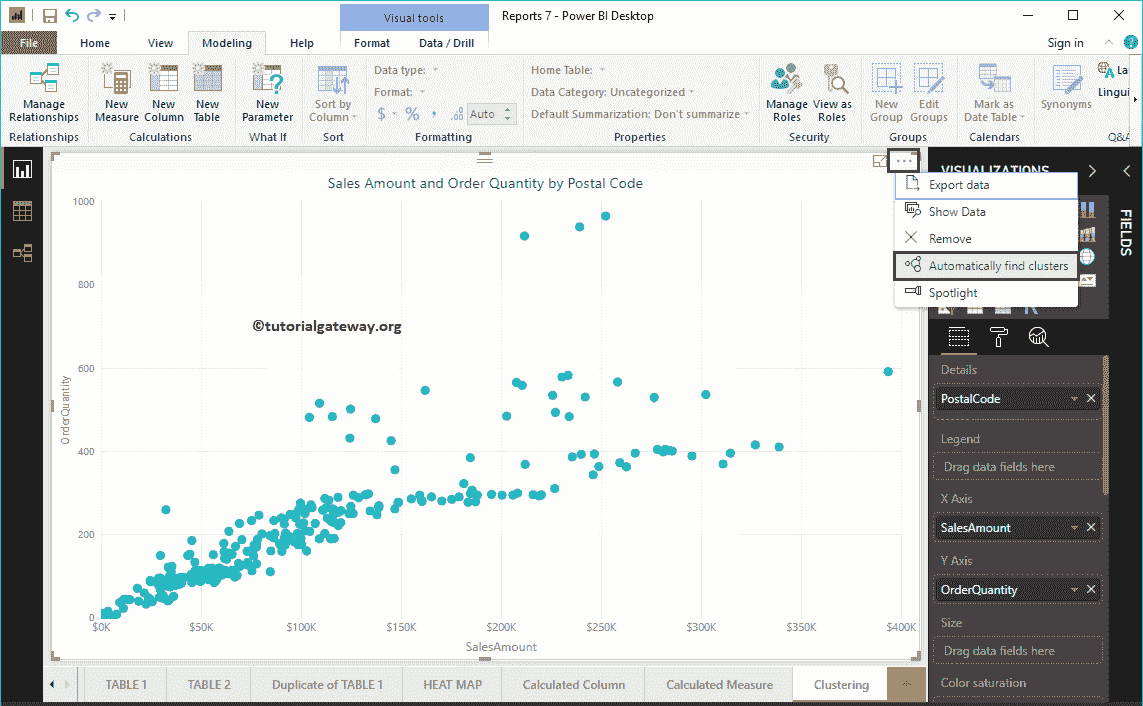 Visual tools
Reports 7 - Power BI Desktop
File
Home
View
Modeling
Help
Format
Data / Drill
Sign in
Manage Relationships
New Measure
New Column
New Table
New Parameter
Sort by Column
Data type:
Format:
$ % , .00 Auto
Home Table:
Data Category: Uncategorized
Default Summarization: Don't summarize
Manage Roles
View as Roles
New Group
Edit Groups
Mark as Date Table
Synonyms
Lingui
Relationships
Calculations
What If
Sort
Formatting
Properties
Security
Groups
Calendars
Q&A
Sales Amount and Order Quantity by Postal Code
1000
800
600
400
200
0
OrderQuantity
©tutorialgateway.org
$0K
$50K
$100K
$150K
$200K
$250K
$300K
$350K
$400K
SalesAmount
VISUALIZATIONS
FIELDS
Export data
Show Data
Remove
Automatically find clusters
Spotlight
Details
PostalCode
Legend
Drag data fields here
X Axis
SalesAmount
Y Axis
OrderQuantity
Size
Drag data fields here
Color saturation
TABLE 1
TABLE 2
Duplicate of TABLE 1
HEAT MAP
Calculated Column
Calculated Measure
Clustering